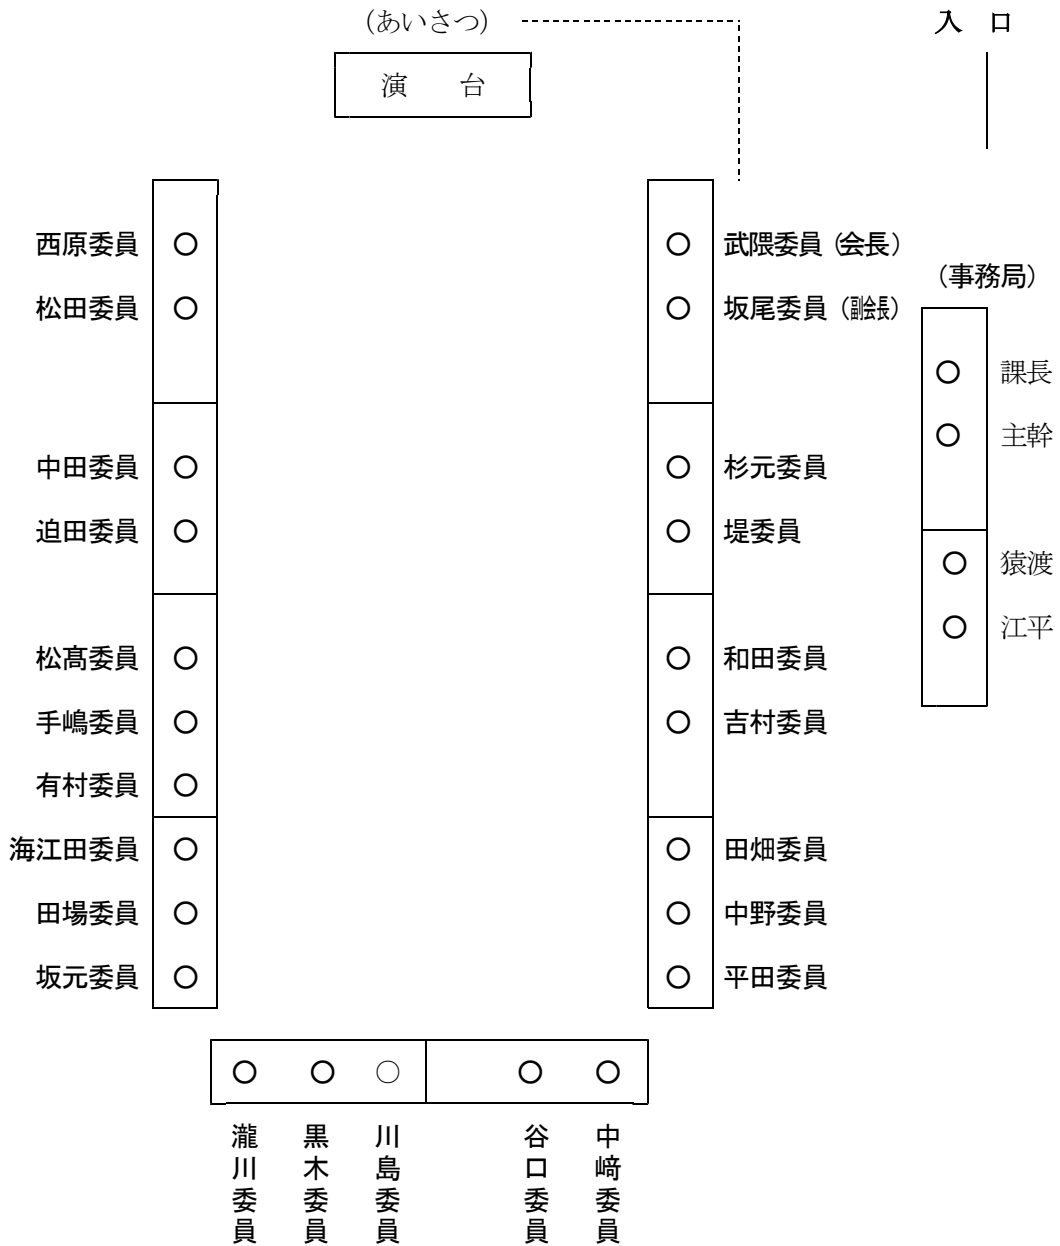 （あいさつ）
入　口
演　　台
西原委員 〇
〇 武隈委員（会長）
（事務局）
松田委員 〇
〇 坂尾委員（副会長）
〇 課長
〇 主幹
中田委員 〇
〇 杉元委員
迫田委員 〇
〇 堤委員
〇 猿渡
〇 江平
松髙委員 〇
〇 和田委員
手嶋委員 〇
〇 吉村委員
有村委員 〇
海江田委員 〇
〇 田畑委員
田場委員 〇
〇 中野委員
坂元委員 〇
〇 平田委員
〇 〇 〇 〇 〇
瀧川委員
黒木委員
川島委員
谷口委員
中﨑委員